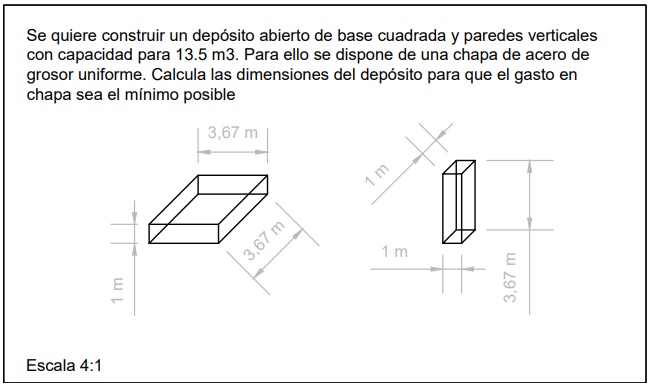 Se quiere construir un depósito abierto de base cuadrada y paredes verticales
con capacidad para 13.5 m3. Para ello se dispone de una chapa de acero de
grosor uniforme. Calcula las dimensiones del depósito para que el gasto en
chapa sea el mínimo posible
3,67 m
1 m
3,67 m
1 m
1 m
3,67 m
Escala 4:1